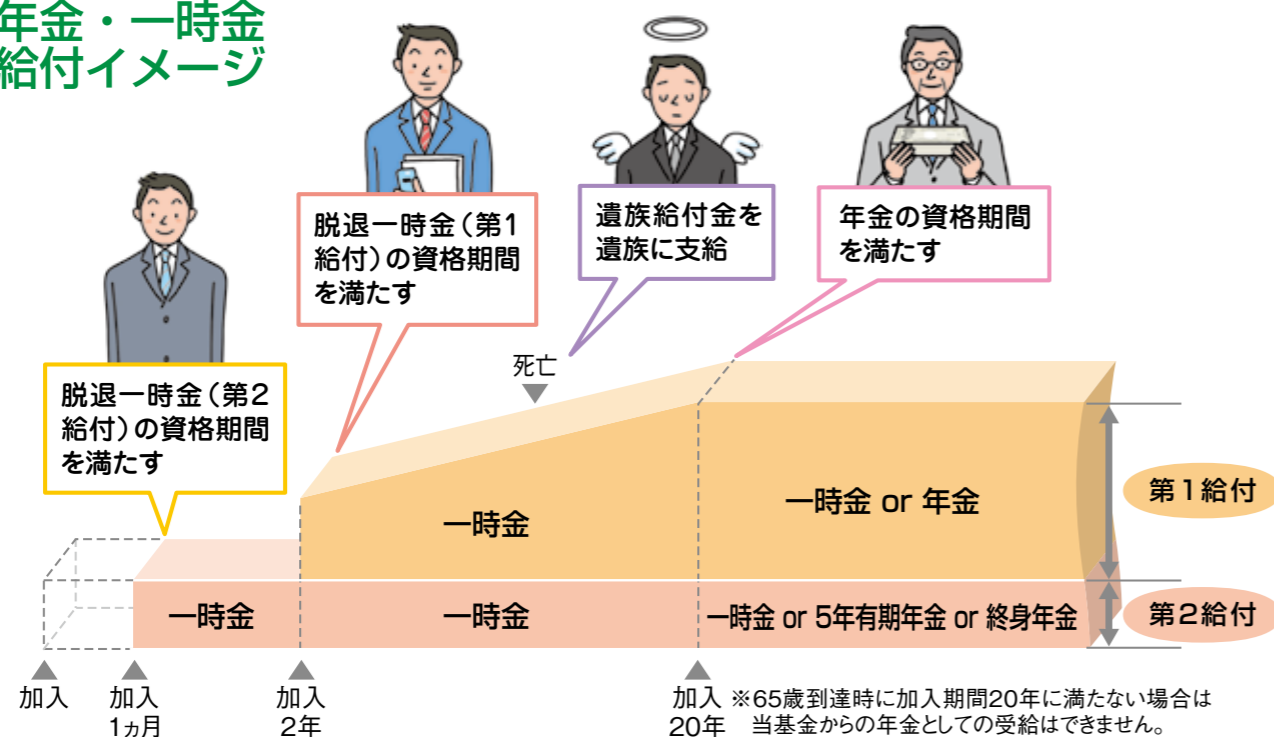 年金・一時金
給付イメージ
脱退一時金（第1
給付）の資格期間
を満たす
遺族給付金を
遺族に支給
年金の資格期間
を満たす
脱退一時金（第2
給付）の資格期間
を満たす
死亡
一時金
一時金 or 年金
第1給付
一時金
一時金
一時金 or 5年有期年金 or 終身年金
第2給付
加入
加入
1ヵ月
加入
2年
加入
20年
※65歳到達時に加入期間20年に満たない場合は
当基金からの年金としての受給はできません。